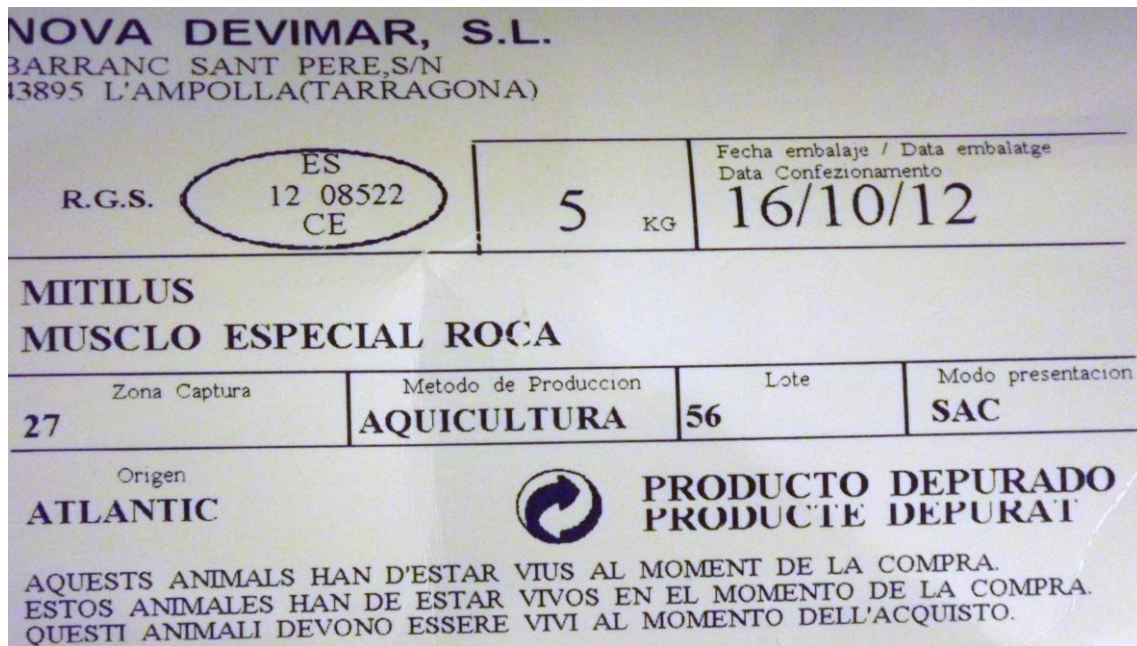 NOVA DEVIMAR, S.L.
BARRANC SANT PERE,S/N
43895 L'AMPOLLA(TARRAGONA)
R.G.S.
ES
12 08522
CE
5 KG
Fecha embalaje / Data embalatge
Data Confezionamento
16/10/12
MITILUS
MUSCLO ESPECIAL ROCA
Zona Captura
27
Metodo de Produccion
AQUICULTURA
Lote
56
Modo presentacion
SAC
Origen
ATLANTIC
PRODUCTO DEPURADO
PRODUCTE DEPURAT
AQUESTS ANIMALS HAN D'ESTAR VIUS AL MOMENT DE LA COMPRA.
ESTOS ANIMALES HAN DE ESTAR VIVOS EN EL MOMENTO DE LA COMPRA.
QUESTI ANIMALI DEVONO ESSERE VIVI AL MOMENTO DELL'ACQUISTO.